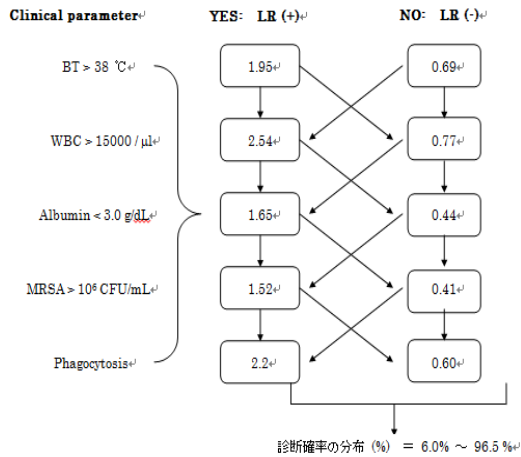 Clinical parameter YES: LR (+) NO: LR (-)
BT > 38 ℃ 1.95 0.69
WBC > 15000 / μl 2.54 0.77
Albumin < 3.0 g/dL 1.65 0.44
MRSA > 10⁶ CFU/mL 1.52 0.41
Phagocytosis 2.2 0.60
診断確率の分布 (%) = 6.0% ~ 96.5 %